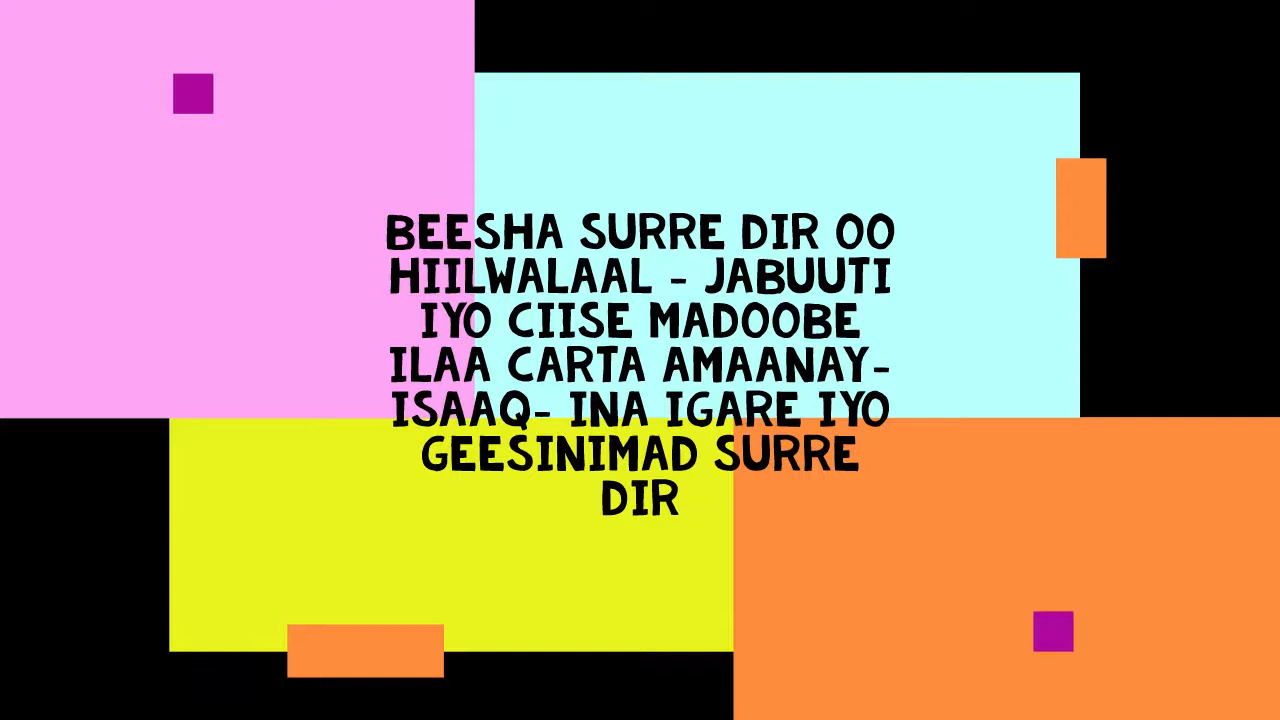 BEESHA SURRE DIR OO
HIILWALAAL - JABUUTI
IYO CIISE MADOOBE
ILAA CARTA AMAANAY-
ISAAQ- INA IGARE IYO
GEESINIMAD SURRE
DIR